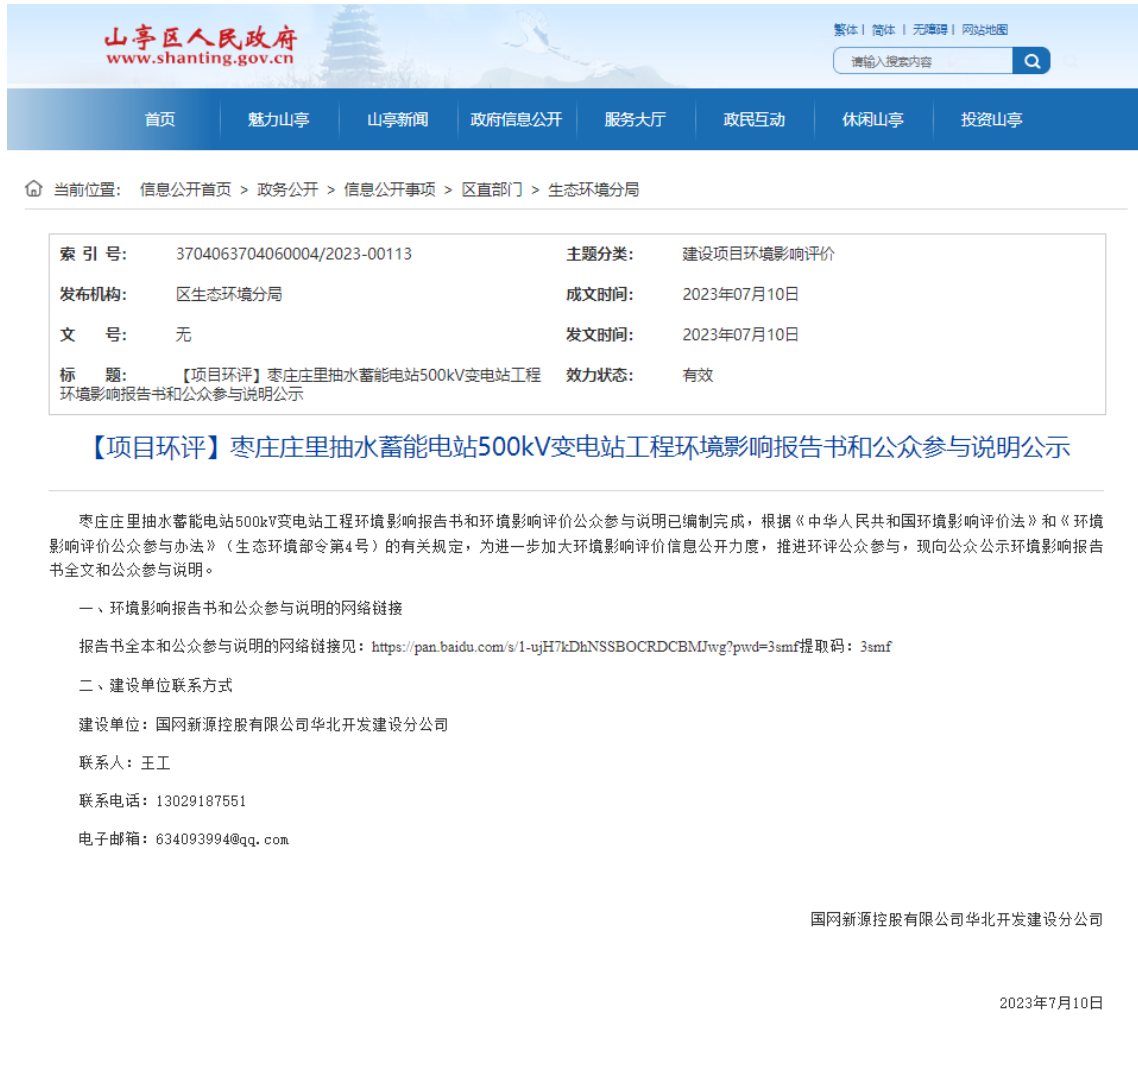 山亭区人民政府
www.shanting.gov.cn
繁体 | 简体 | 无障碍 | 网站地图
请输入搜索内容
首页 魅力山亭 山亭新闻 政府信息公开 服务大厅 政民互动 休闲山亭 投资山亭
当前位置： 信息公开首页 > 政务公开 > 信息公开事项 > 区直部门 > 生态环境分局
索 引 号： 3704063704060004/2023-00113 主题分类： 建设项目环境影响评价
发布机构： 区生态环境分局 成文时间： 2023年07月10日
文 号： 无 发文时间： 2023年07月10日
标 题： 【项目环评】枣庄庄里抽水蓄能电站500kV变电站工程 效力状态： 有效
环境影响报告书和公众参与说明公示
【项目环评】枣庄庄里抽水蓄能电站500kV变电站工程环境影响报告书和公众参与说明公示
枣庄庄里抽水蓄能电站500kV变电站工程环境影响报告书和环境影响评价公众参与说明已编制完成，根据《中华人民共和国环境影响评价法》和《环境
影响评价公众参与办法》（生态环境部令第4号）的有关规定，为进一步加大环境影响评价信息公开力度，推进环评公众参与，现向公众公示环境影响报告
书全文和公众参与说明。
一、环境影响报告书和公众参与说明的网络链接
报告书全本和公众参与说明的网络链接见：https://pan.baidu.com/s/1-ujH7kDhNSSBOCRDCBMJwg?pwd=3smf提取码：3smf
二、建设单位联系方式
建设单位：国网新源控股有限公司华北开发建设分公司
联系人：王工
联系电话：13029187551
电子邮箱：634093994@qq.com
国网新源控股有限公司华北开发建设分公司
2023年7月10日